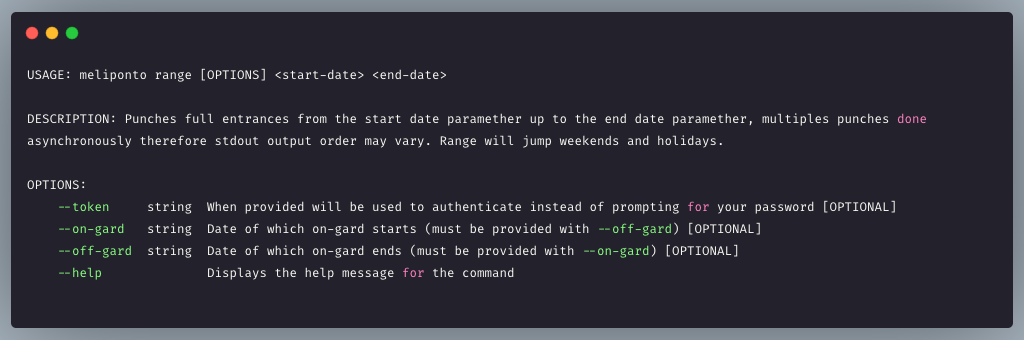 USAGE: meliponto range [OPTIONS] <start-date> <end-date>
DESCRIPTION: Punches full entrances from the start date paramether up to the end date paramether, multiples punches done
asynchronously therefore stdout output order may vary. Range will jump weekends and holidays.
OPTIONS:
--token string When provided will be used to authenticate instead of prompting for your password [OPTIONAL]
--on-gard string Date of which on-gard starts (must be provided with --off-gard) [OPTIONAL]
--off-gard string Date of which on-gard ends (must be provided with --on-gard) [OPTIONAL]
--help Displays the help message for the command